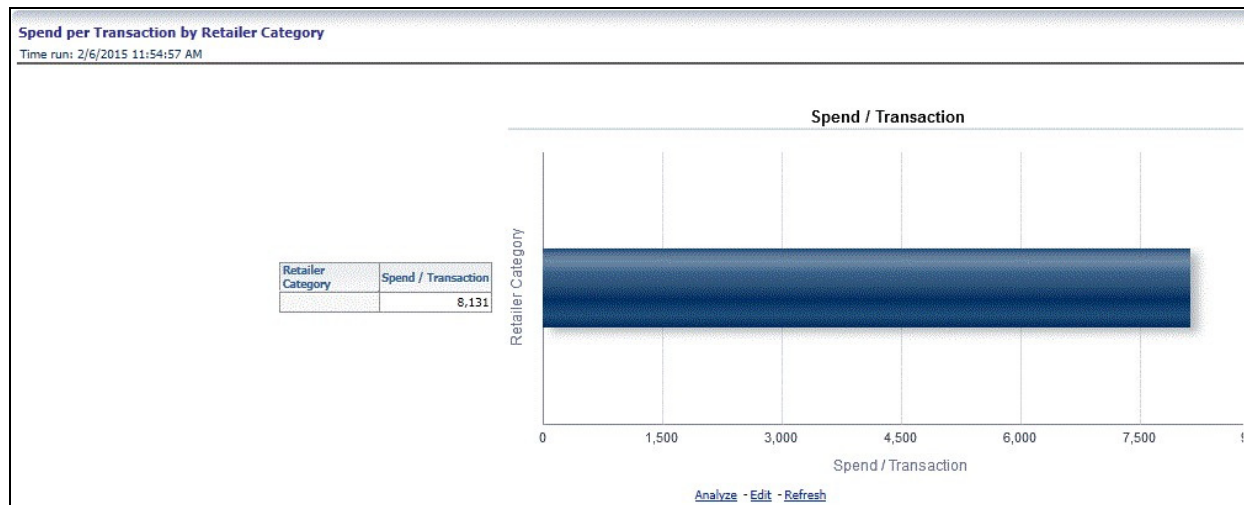 Spend per Transaction by Retailer Category
Time run: 2/6/2015 11:54:57 AM
Spend / Transaction
Retailer Category
Retailer
Category
Spend / Transaction
8,131
0 1,500 3,000 4,500 6,000 7,500
Spend / Transaction
Analyze - Edit - Refresh